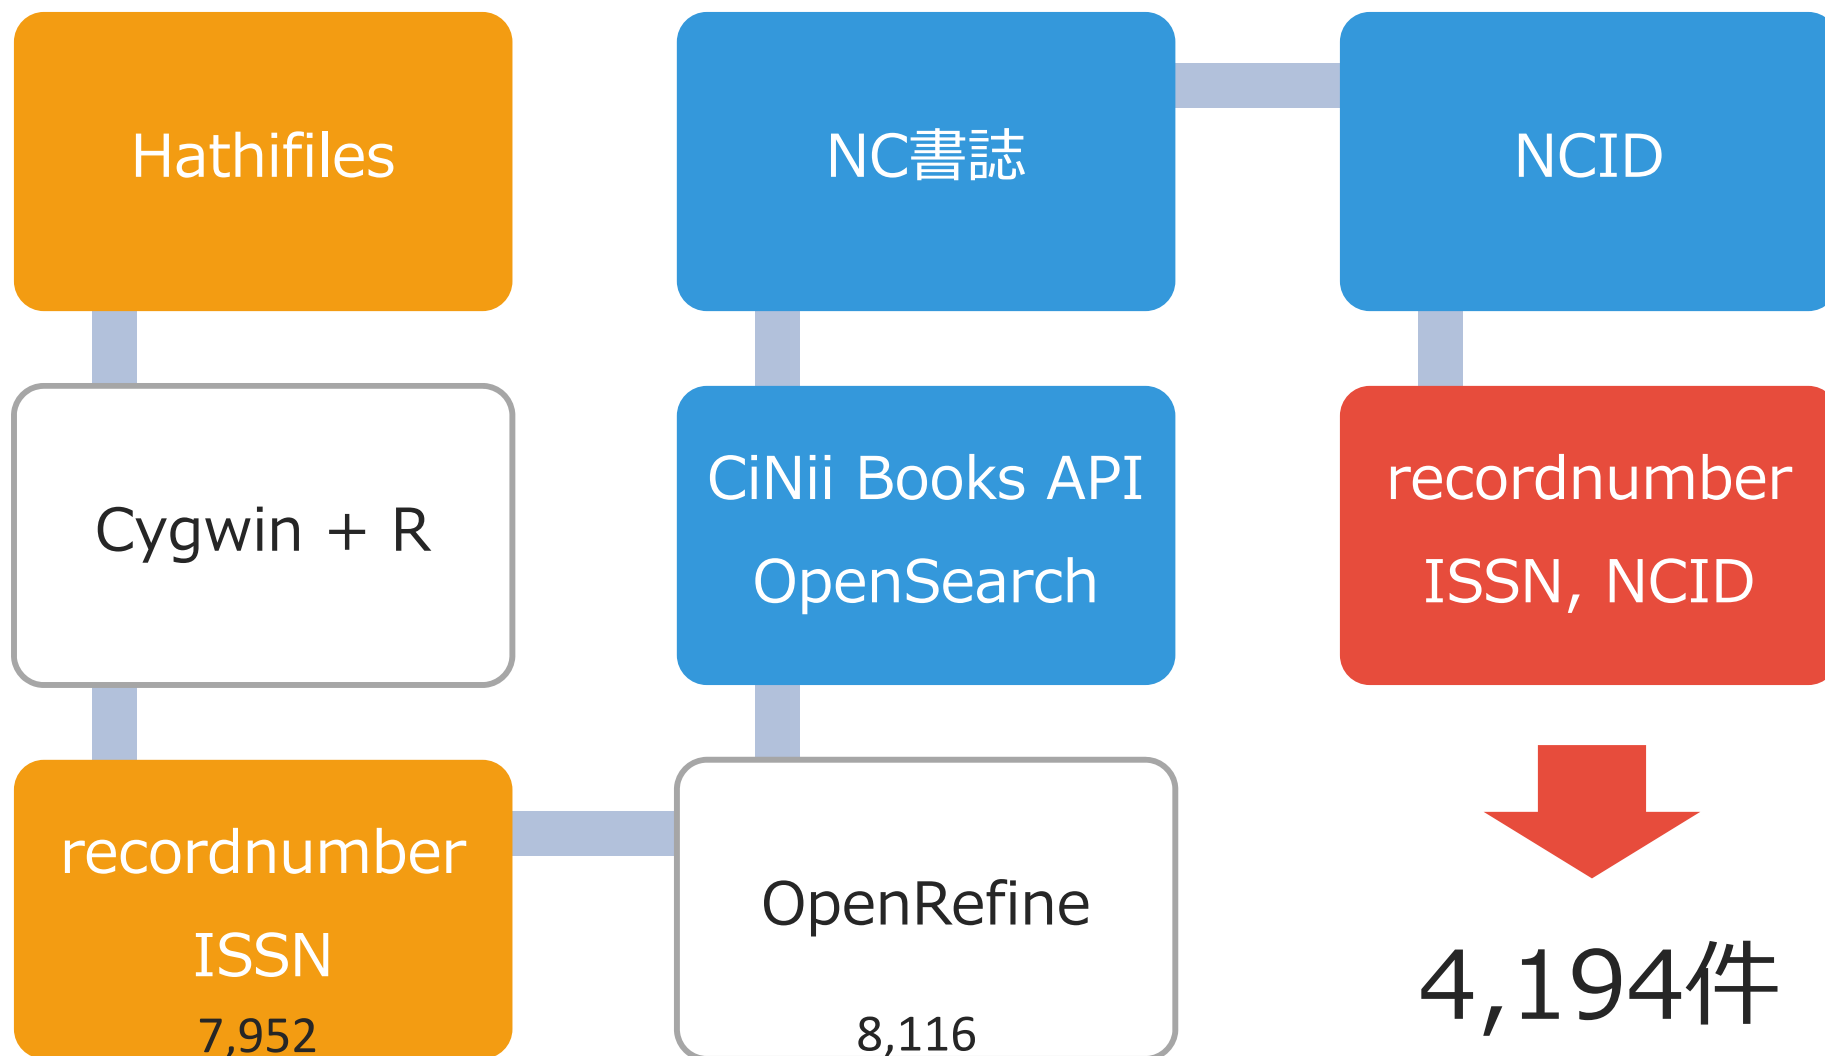 Hathifiles
Cygwin + R
recordnumber
ISSN
7,952
OpenRefine
8,116
CiNii Books API
OpenSearch
NC書誌
NCID
recordnumber
ISSN, NCID
4,194件